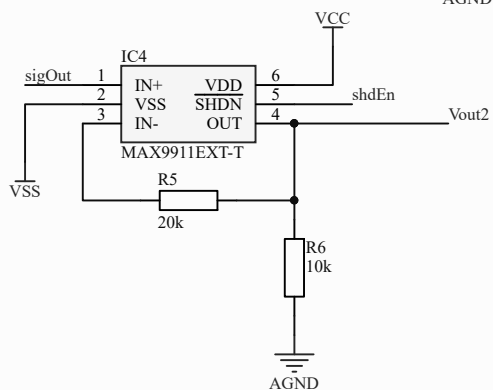 AGND
VCC
IC4
sigOut 1 IN+ VDD 6
2 VSS SHDN 5 shdEn
3 IN- OUT 4 Vout2
MAX9911EXT-T
VSS
R5
20k
R6
10k
AGND